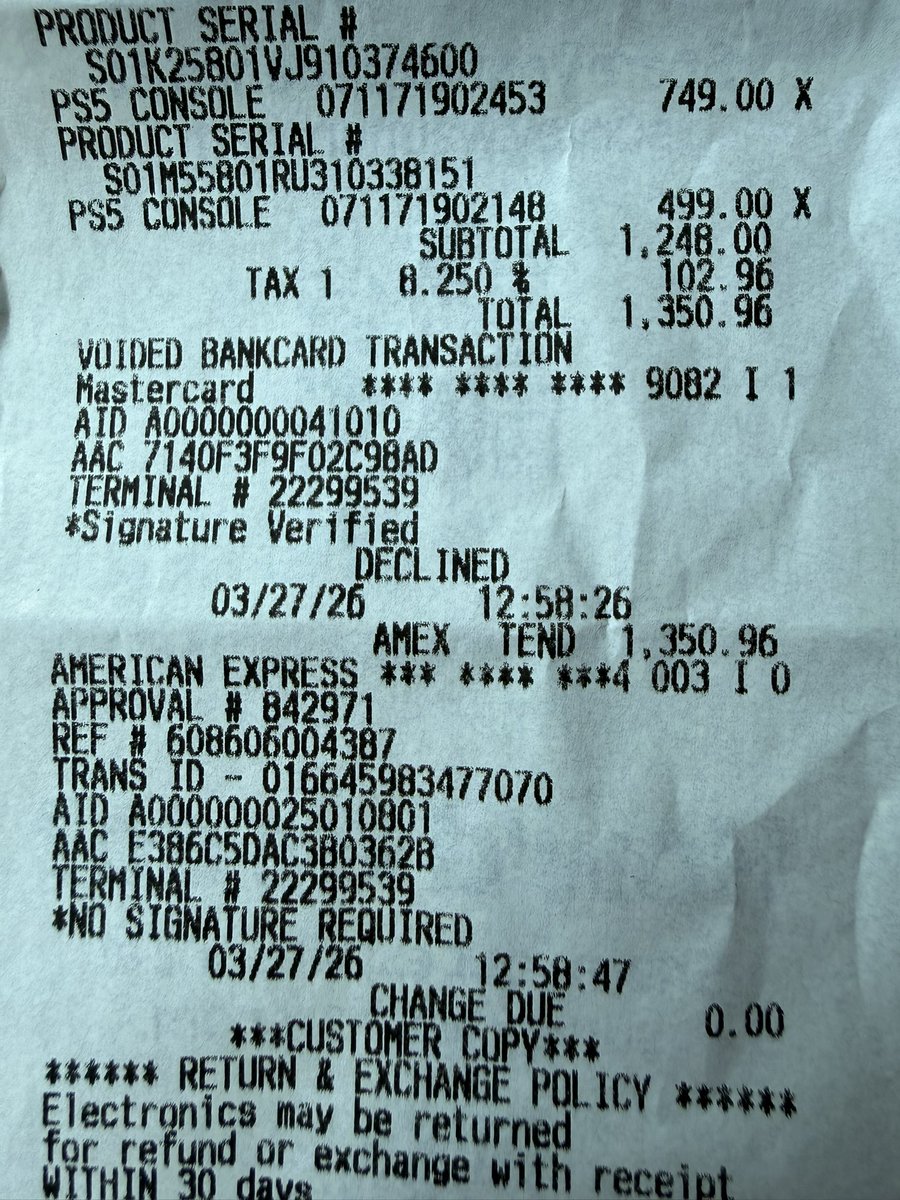 PRODUCT SERIAL #
S01K25801VJ910374600
PS5 CONSOLE 071171902453 749.00 X
PRODUCT SERIAL #
S01M55801RU310338151
PS5 CONSOLE 071171902148 499.00 X
SUBTOTAL 1,248.00
TAX 1 8.250 % 102.96
TOTAL 1,350.96
VOIDED BANKCARD TRANSACTION
Mastercard **** **** **** 9082 I 1
AID A0000000041010
AAC 7140F3F9F02C98AD
TERMINAL # 22299539
*Signature Verified
DECLINED
03/27/26 12:58:26
AMEX TEND 1,350.96
AMERICAN EXPRESS *** **** ***4 003 I 0
APPROVAL # 842971
REF # 608606004387
TRANS ID - 016645983477070
AID A000000025010801
AAC E386C5DAC3B0362B
TERMINAL # 22299539
*NO SIGNATURE REQUIRED
03/27/26 12:58:47
CHANGE DUE 0.00
***CUSTOMER COPY***
****** RETURN & EXCHANGE POLICY ******
Electronics may be returned
for refund or exchange with receipt
WITHIN 30 days